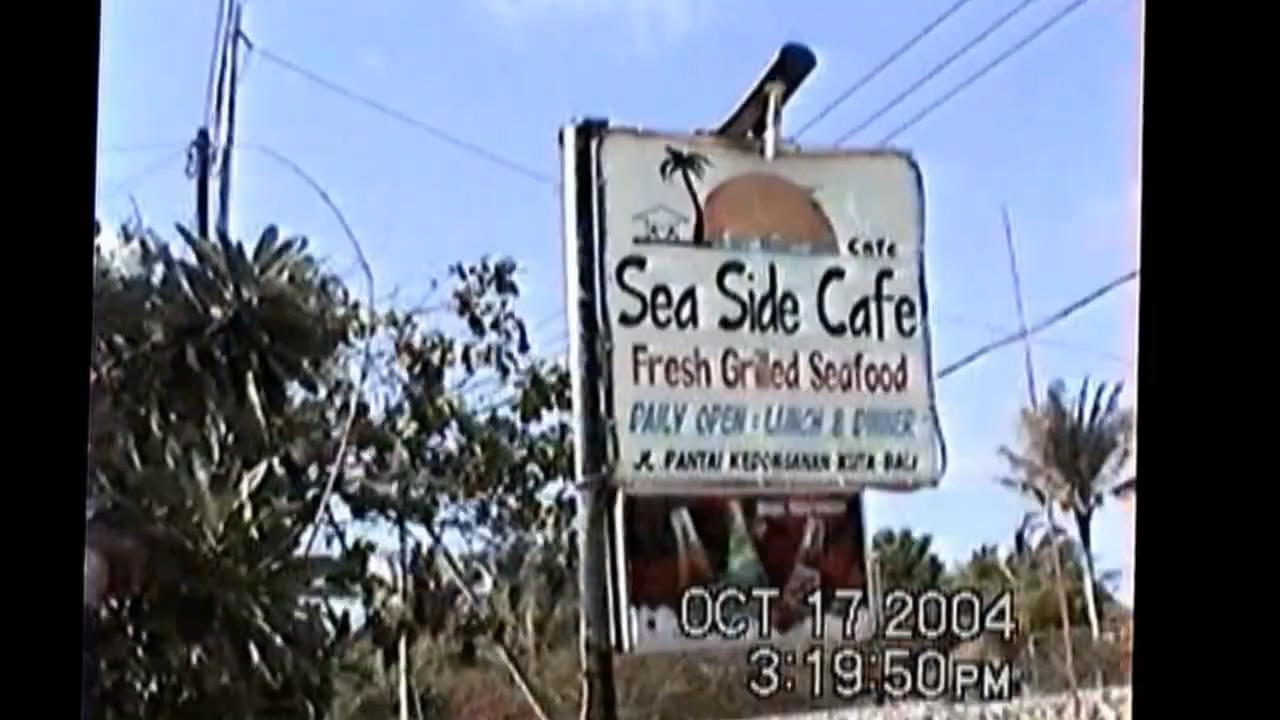 Cafe
Sea Side Cafe
Fresh Grilled Seafood
DAILY OPEN : LUNCH & DINNER
JL. PANTAI KEDONGANAN KUTA BALI
OCT 17 2004
3:19:50PM